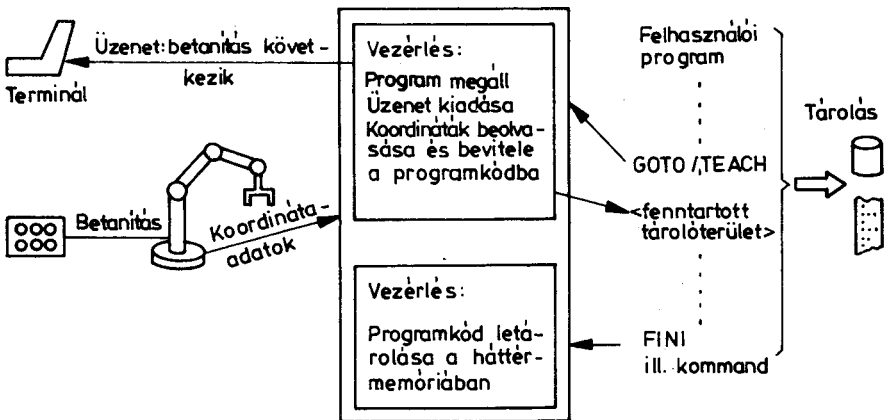 Üzenet: betanítás követ-
kezik
Terminál
Betanítás
Koordináta-
adatok
Vezérlés:
Program megáll
Üzenet kiadása
Koordináták beolva-
sása és bevitele
a programkódba
Vezérlés:
Programkód letá-
rolása a háttér-
memóriában
Felhasználói
program
GOTO /,TEACH
<fenntartott
tárolóterület>
FINI
ill. kommand
Tárolás